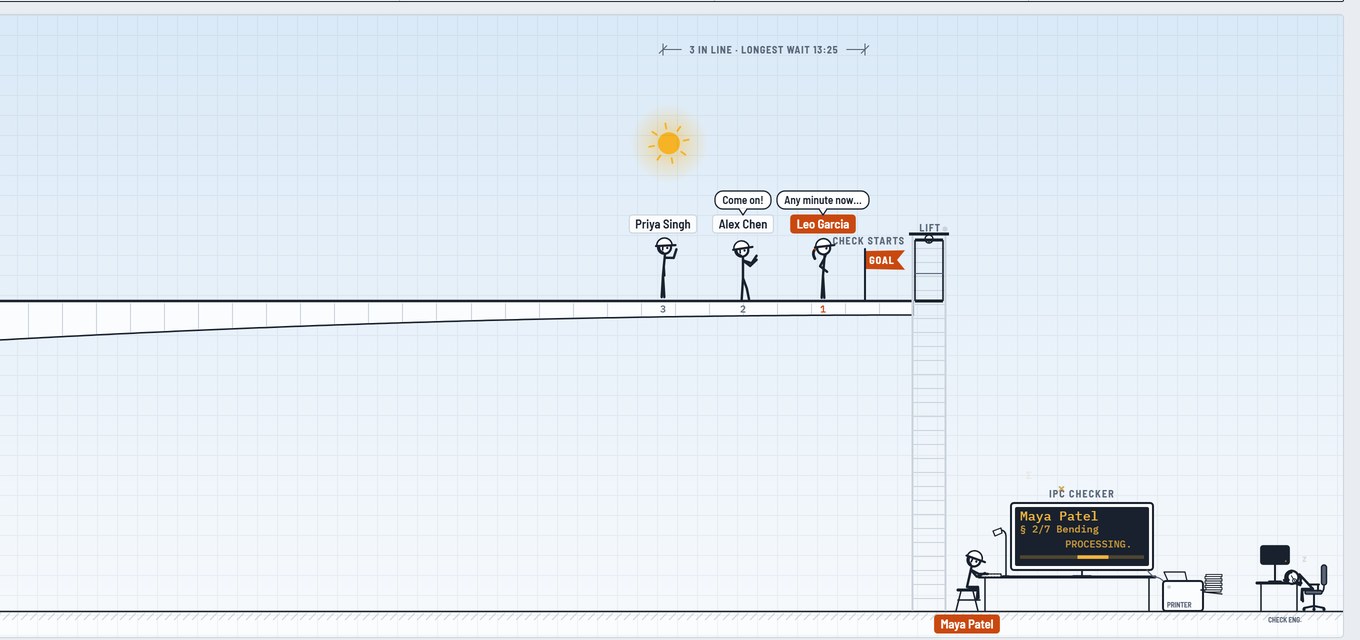 3 IN LINE · LONGEST WAIT 13:25
Come on!
Any minute now...
Priya Singh
Alex Chen
Leo Garcia
LIFT
CHECK STARTS
GOAL
3
2
1
IPC CHECKER
Maya Patel
§ 2/7 Bending
PROCESSING.
PRINTER
Maya Patel
CHECK ENG.